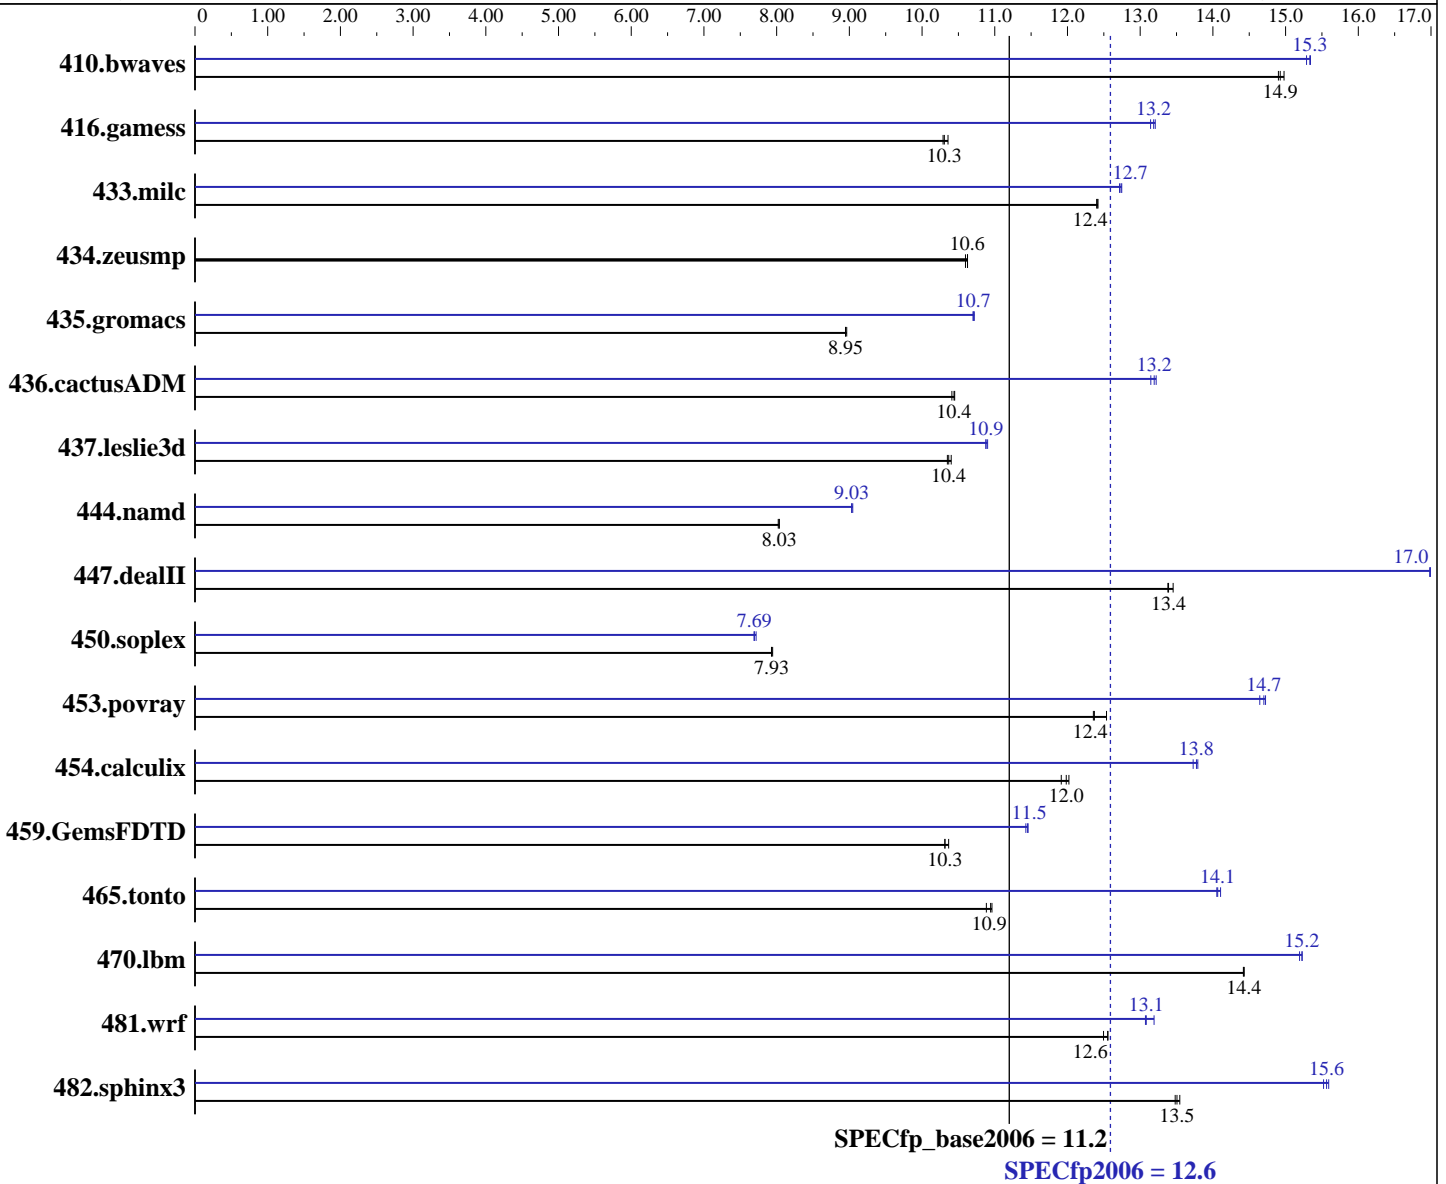 0 1.00 2.00 3.00 4.00 5.00 6.00 7.00 8.00 9.00 10.0 11.0 12.0 13.0 14.0 15.0 16.0 17.0
410.bwaves 15.3
14.9
416.gamess 13.2
10.3
433.milc 12.7
12.4
434.zeusmp 10.6
435.gromacs 10.7
8.95
436.cactusADM 13.2
10.4
437.leslie3d 10.9
10.4
444.namd 9.03
8.03
447.dealII 17.0
13.4
450.soplex 7.69
7.93
453.povray 14.7
12.4
454.calculix 13.8
12.0
459.GemsFDTD 11.5
10.3
465.tonto 14.1
10.9
470.lbm 15.2
14.4
481.wrf 13.1
12.6
482.sphinx3 15.6
13.5
SPECfp_base2006 = 11.2
SPECfp2006 = 12.6